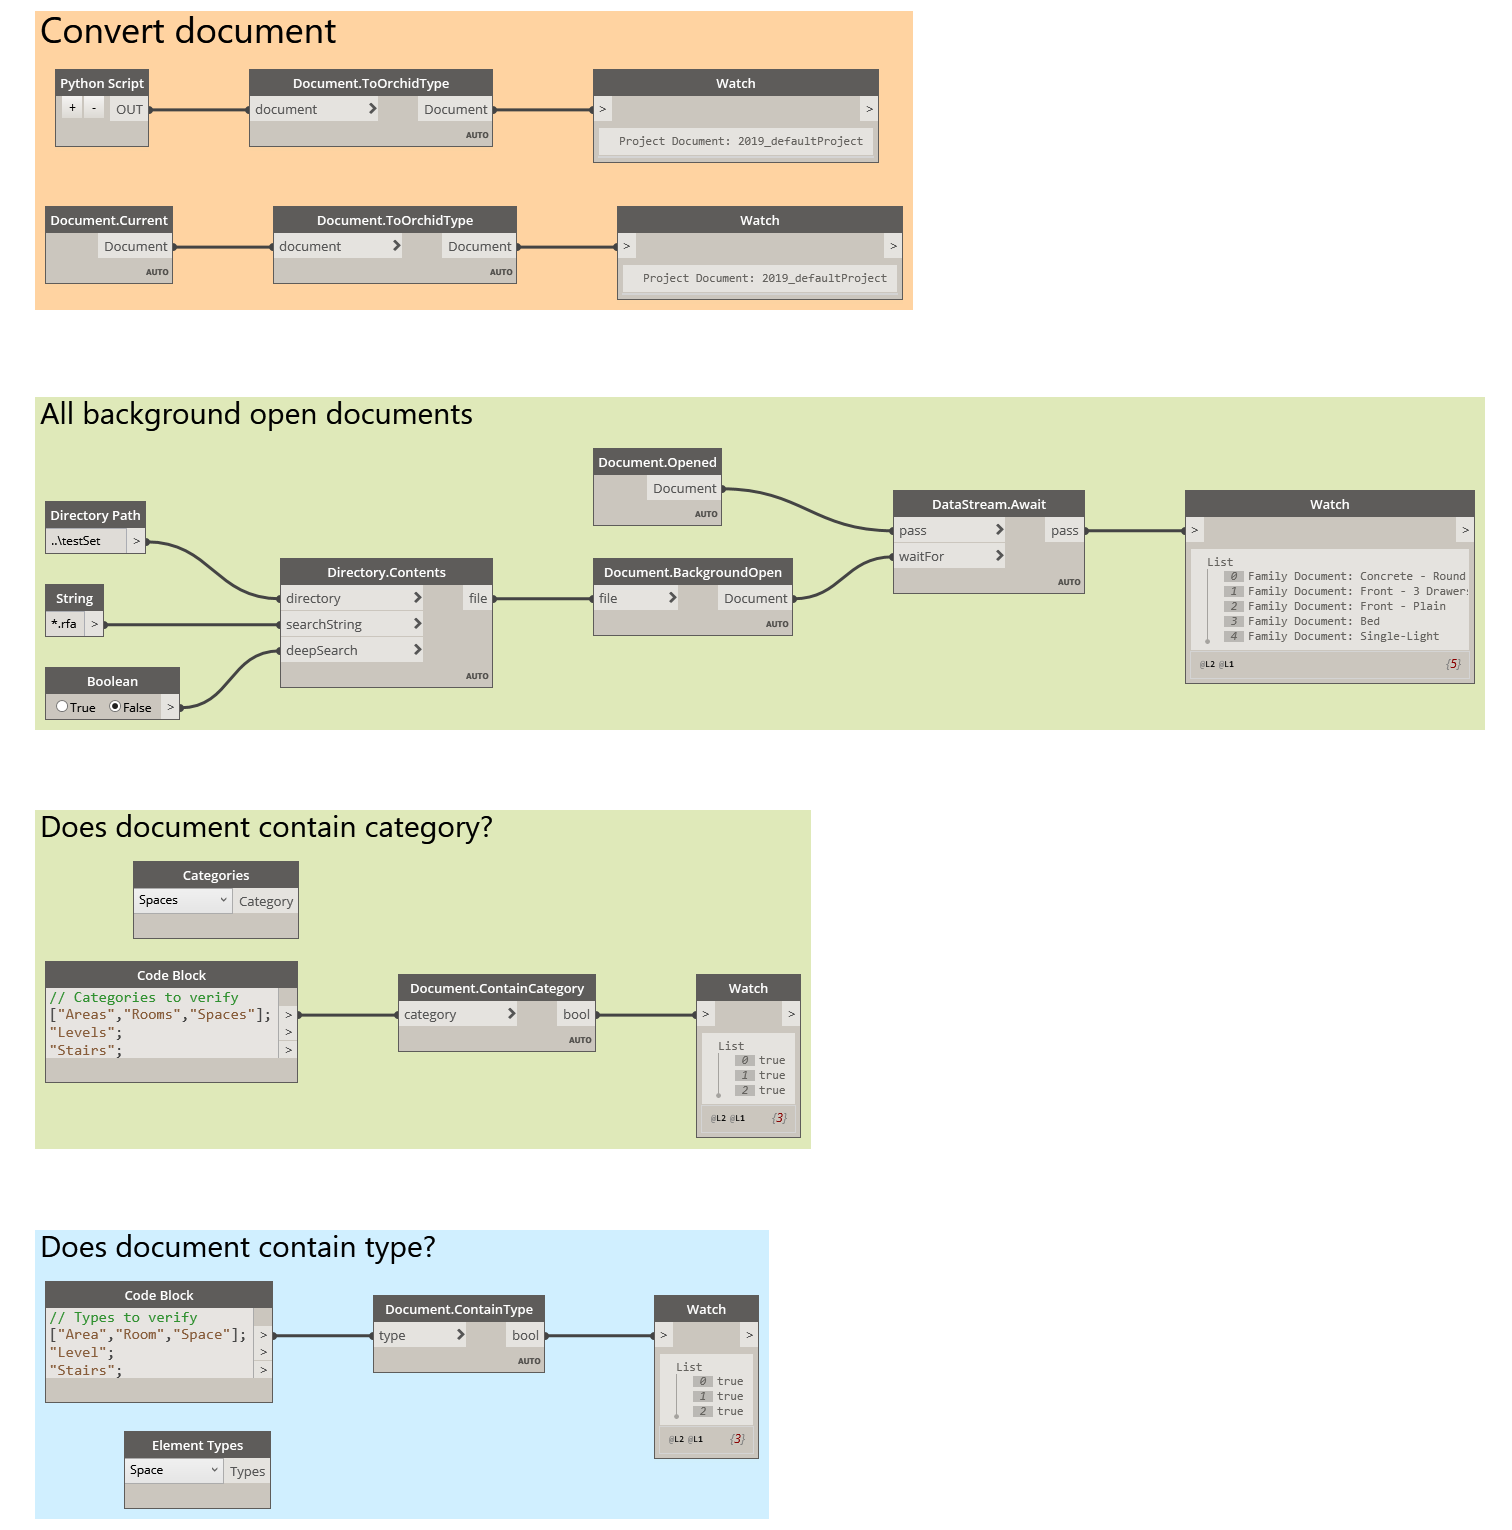 Convert document
Python Script
+ - OUT
Document.ToOrchidType
document Document
AUTO
Watch
> >
Project Document: 2019_defaultProject
Document.Current
Document
AUTO
Document.ToOrchidType
document Document
AUTO
Watch
> >
Project Document: 2019_defaultProject
All background open documents
Directory Path
..\testSet >
String
*.rfa >
Boolean
True False >
Directory.Contents
directory file
searchString
deepSearch
AUTO
Document.Opened
Document
AUTO
Document.BackgroundOpen
file Document
AUTO
DataStream.Await
pass pass
waitFor
AUTO
Watch
> >
List
0 Family Document: Concrete - Round
1 Family Document: Front - 3 Drawers
2 Family Document: Front - Plain
3 Family Document: Bed
4 Family Document: Single-Light
@L2 @L1 {5}
Does document contain category?
Categories
Spaces Category
Code Block
// Categories to verify
["Areas","Rooms","Spaces"]; >
"Levels"; >
"Stairs"; >
Document.ContainCategory
category bool
AUTO
Watch
> >
List
0 true
1 true
2 true
@L2 @L1 {3}
Does document contain type?
Code Block
// Types to verify
["Area","Room","Space"]; >
"Level"; >
"Stairs"; >
Document.ContainType
type bool
AUTO
Watch
> >
List
0 true
1 true
2 true
@L2 @L1 {3}
Element Types
Space Types